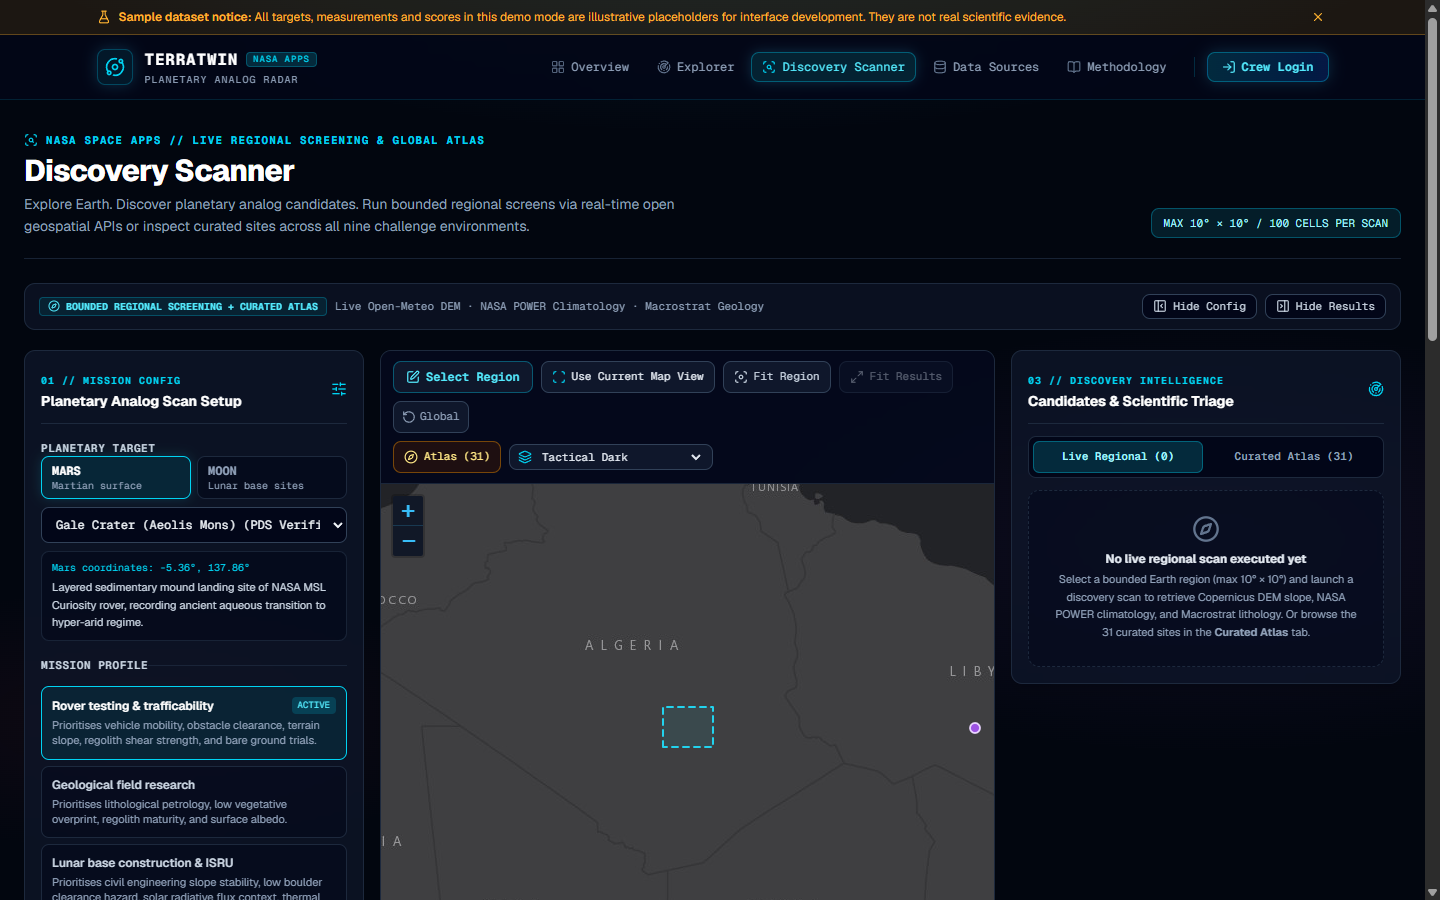 Sample dataset notice: All targets, measurements and scores in this demo mode are illustrative placeholders for interface development. They are not real scientific evidence.
TERRATWIN NASA APPS
PLANETARY ANALOG RADAR
Overview
Explorer
Discovery Scanner
Data Sources
Methodology
Crew Login
NASA SPACE APPS // LIVE REGIONAL SCREENING & GLOBAL ATLAS
Discovery Scanner
Explore Earth. Discover planetary analog candidates. Run bounded regional screens via real-time open
geospatial APIs or inspect curated sites across all nine challenge environments.
MAX 10° × 10° / 100 CELLS PER SCAN
BOUNDED REGIONAL SCREENING + CURATED ATLAS
Live Open-Meteo DEM · NASA POWER Climatology · Macrostrat Geology
Hide Config
Hide Results
01 // MISSION CONFIG
Planetary Analog Scan Setup
PLANETARY TARGET
MARS
Martian surface
MOON
Lunar base sites
Gale Crater (Aeolis Mons) (PDS Verifi
Mars coordinates: -5.36°, 137.86°
Layered sedimentary mound landing site of NASA MSL
Curiosity rover, recording ancient aqueous transition to
hyper-arid regime.
MISSION PROFILE
Rover testing & trafficability ACTIVE
Prioritises vehicle mobility, obstacle clearance, terrain
slope, regolith shear strength, and bare ground trials.
Geological field research
Prioritises lithological petrology, low vegetative
overprint, regolith maturity, and surface albedo.
Lunar base construction & ISRU
Prioritises civil engineering slope stability, low boulder
clearance hazard, solar radiative flux context, thermal
Select Region
Use Current Map View
Fit Region
Fit Results
Global
Atlas (31)
Tactical Dark
+
−
TUNISIA
OCCO
ALGERIA
LIBY
IA
03 // DISCOVERY INTELLIGENCE
Candidates & Scientific Triage
Live Regional (0)
Curated Atlas (31)
No live regional scan executed yet
Select a bounded Earth region (max 10° × 10°) and launch a
discovery scan to retrieve Copernicus DEM slope, NASA
POWER climatology, and Macrostrat lithology. Or browse the
31 curated sites in the Curated Atlas tab.